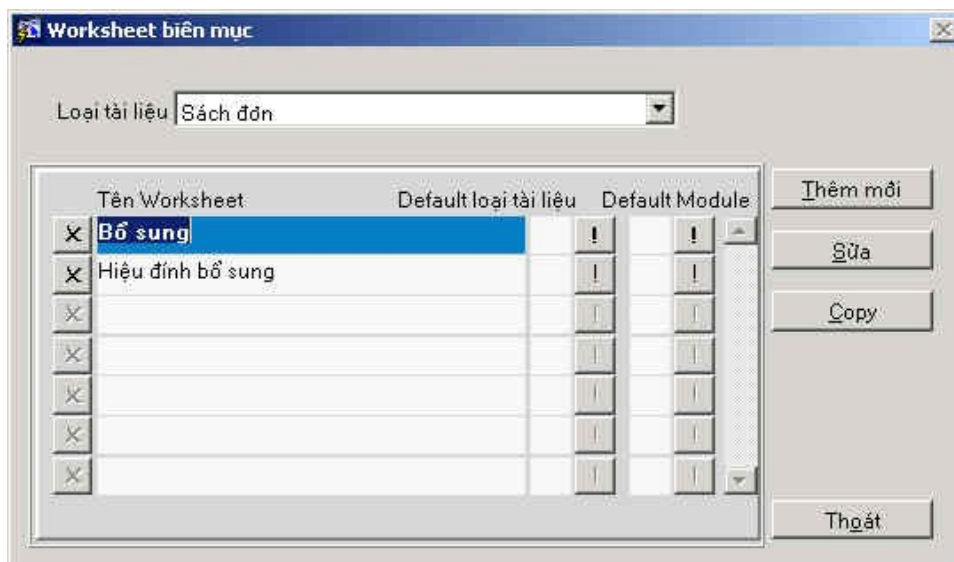 Worksheet biên mục
Loại tài liệu Sách đơn
Tên Worksheet Default loại tài liệu Default Module
Bổ sung
Hiệu đính bổ sung
Thêm mới
Sửa
Copy
Thoát